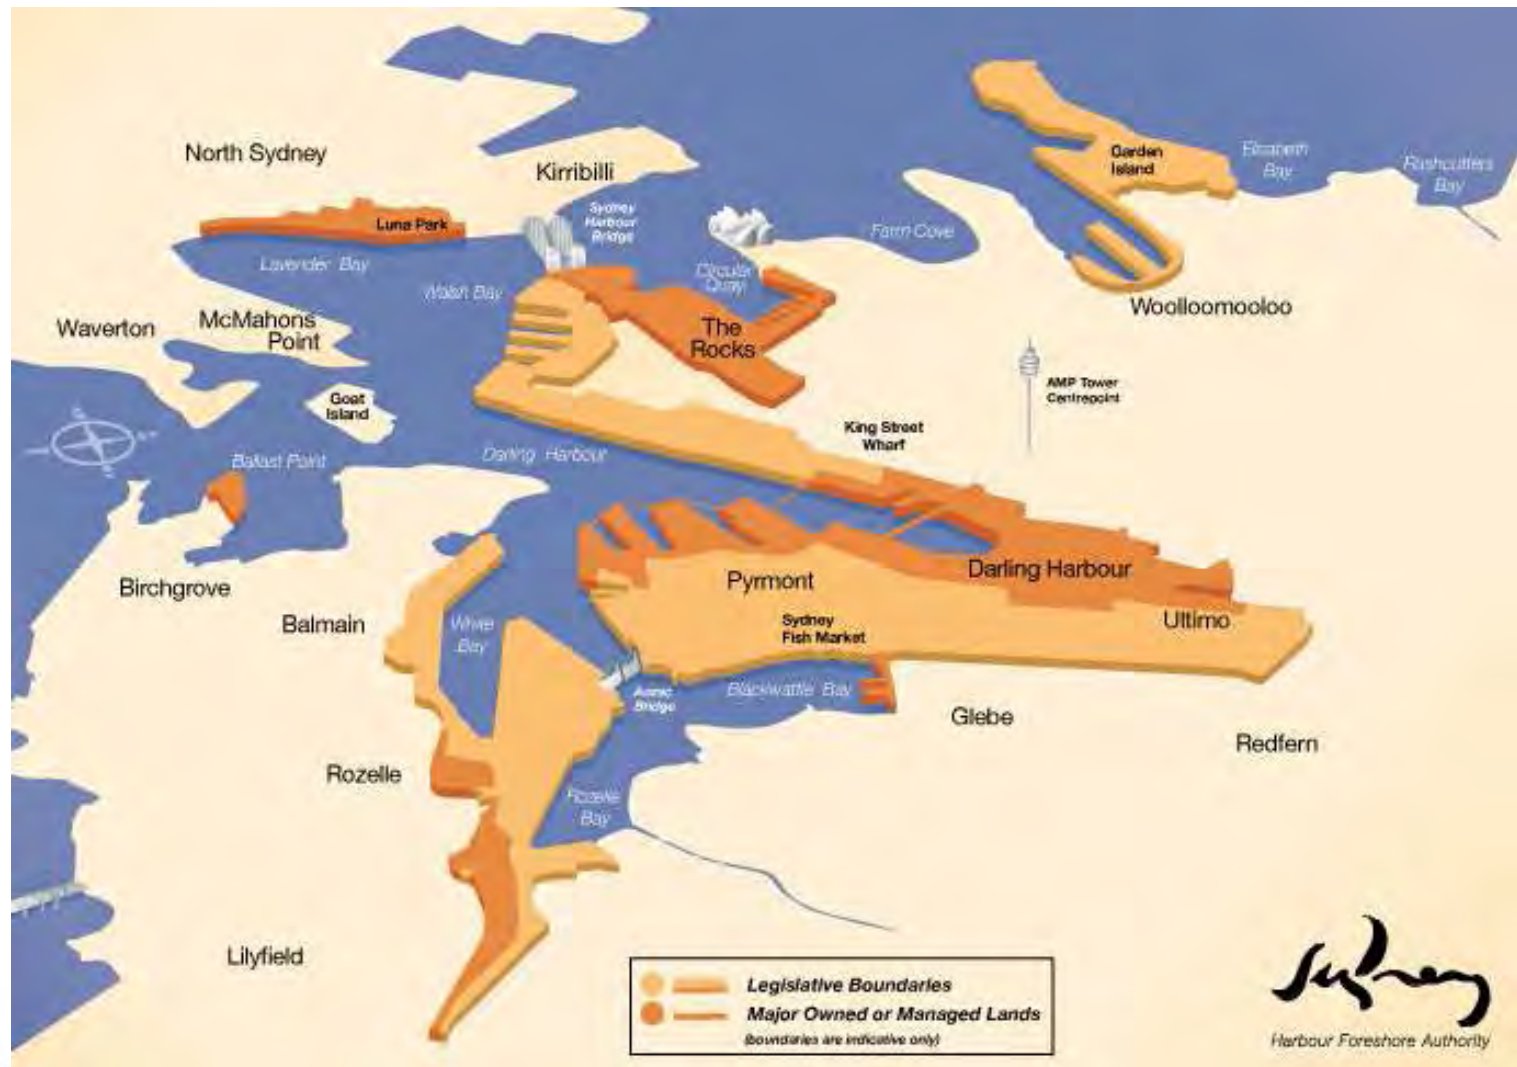 North Sydney
Kirribilli
Garden
Island
Elizabeth
Bay
Rushcutters
Bay
Luna Park
Sydney
Harbour
Bridge
Farm Cove
Lavender Bay
Circular
Quay
Walsh Bay
Woolloomooloo
Waverton
McMahons
Point
The
Rocks
AMP Tower
Centrepoint
Goat
Island
King Street
Wharf
Ballast Point
Darling Harbour
Birchgrove
Pyrmont
Darling Harbour
Balmain
White
Bay
Sydney
Fish Market
Ultimo
Anzac
Bridge
Blackwattle Bay
Glebe
Redfern
Rozelle
Rozelle
Bay
Lilyfield
Legislative Boundaries
Major Owned or Managed Lands
(boundaries are indicative only)
Sydney
Harbour Foreshore Authority